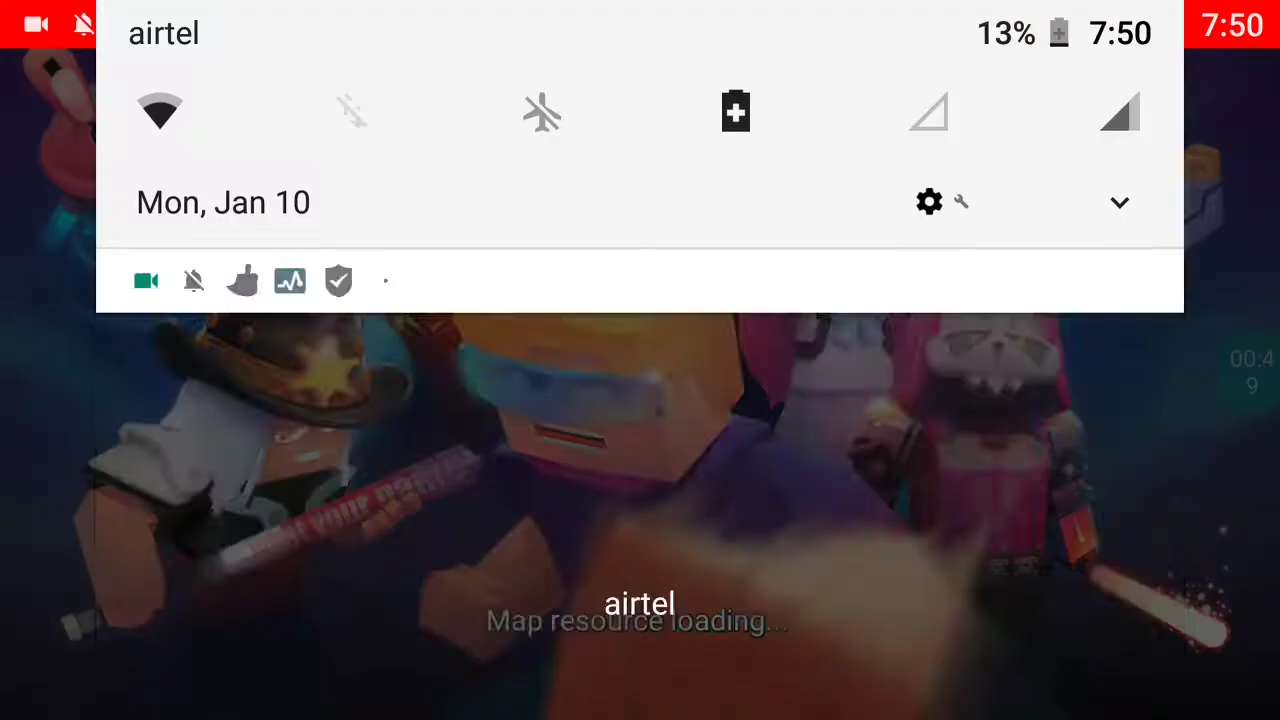 airtel
13%
7:50
7:50
Mon, Jan 10
00:4
9
airtel
Map resource loading...